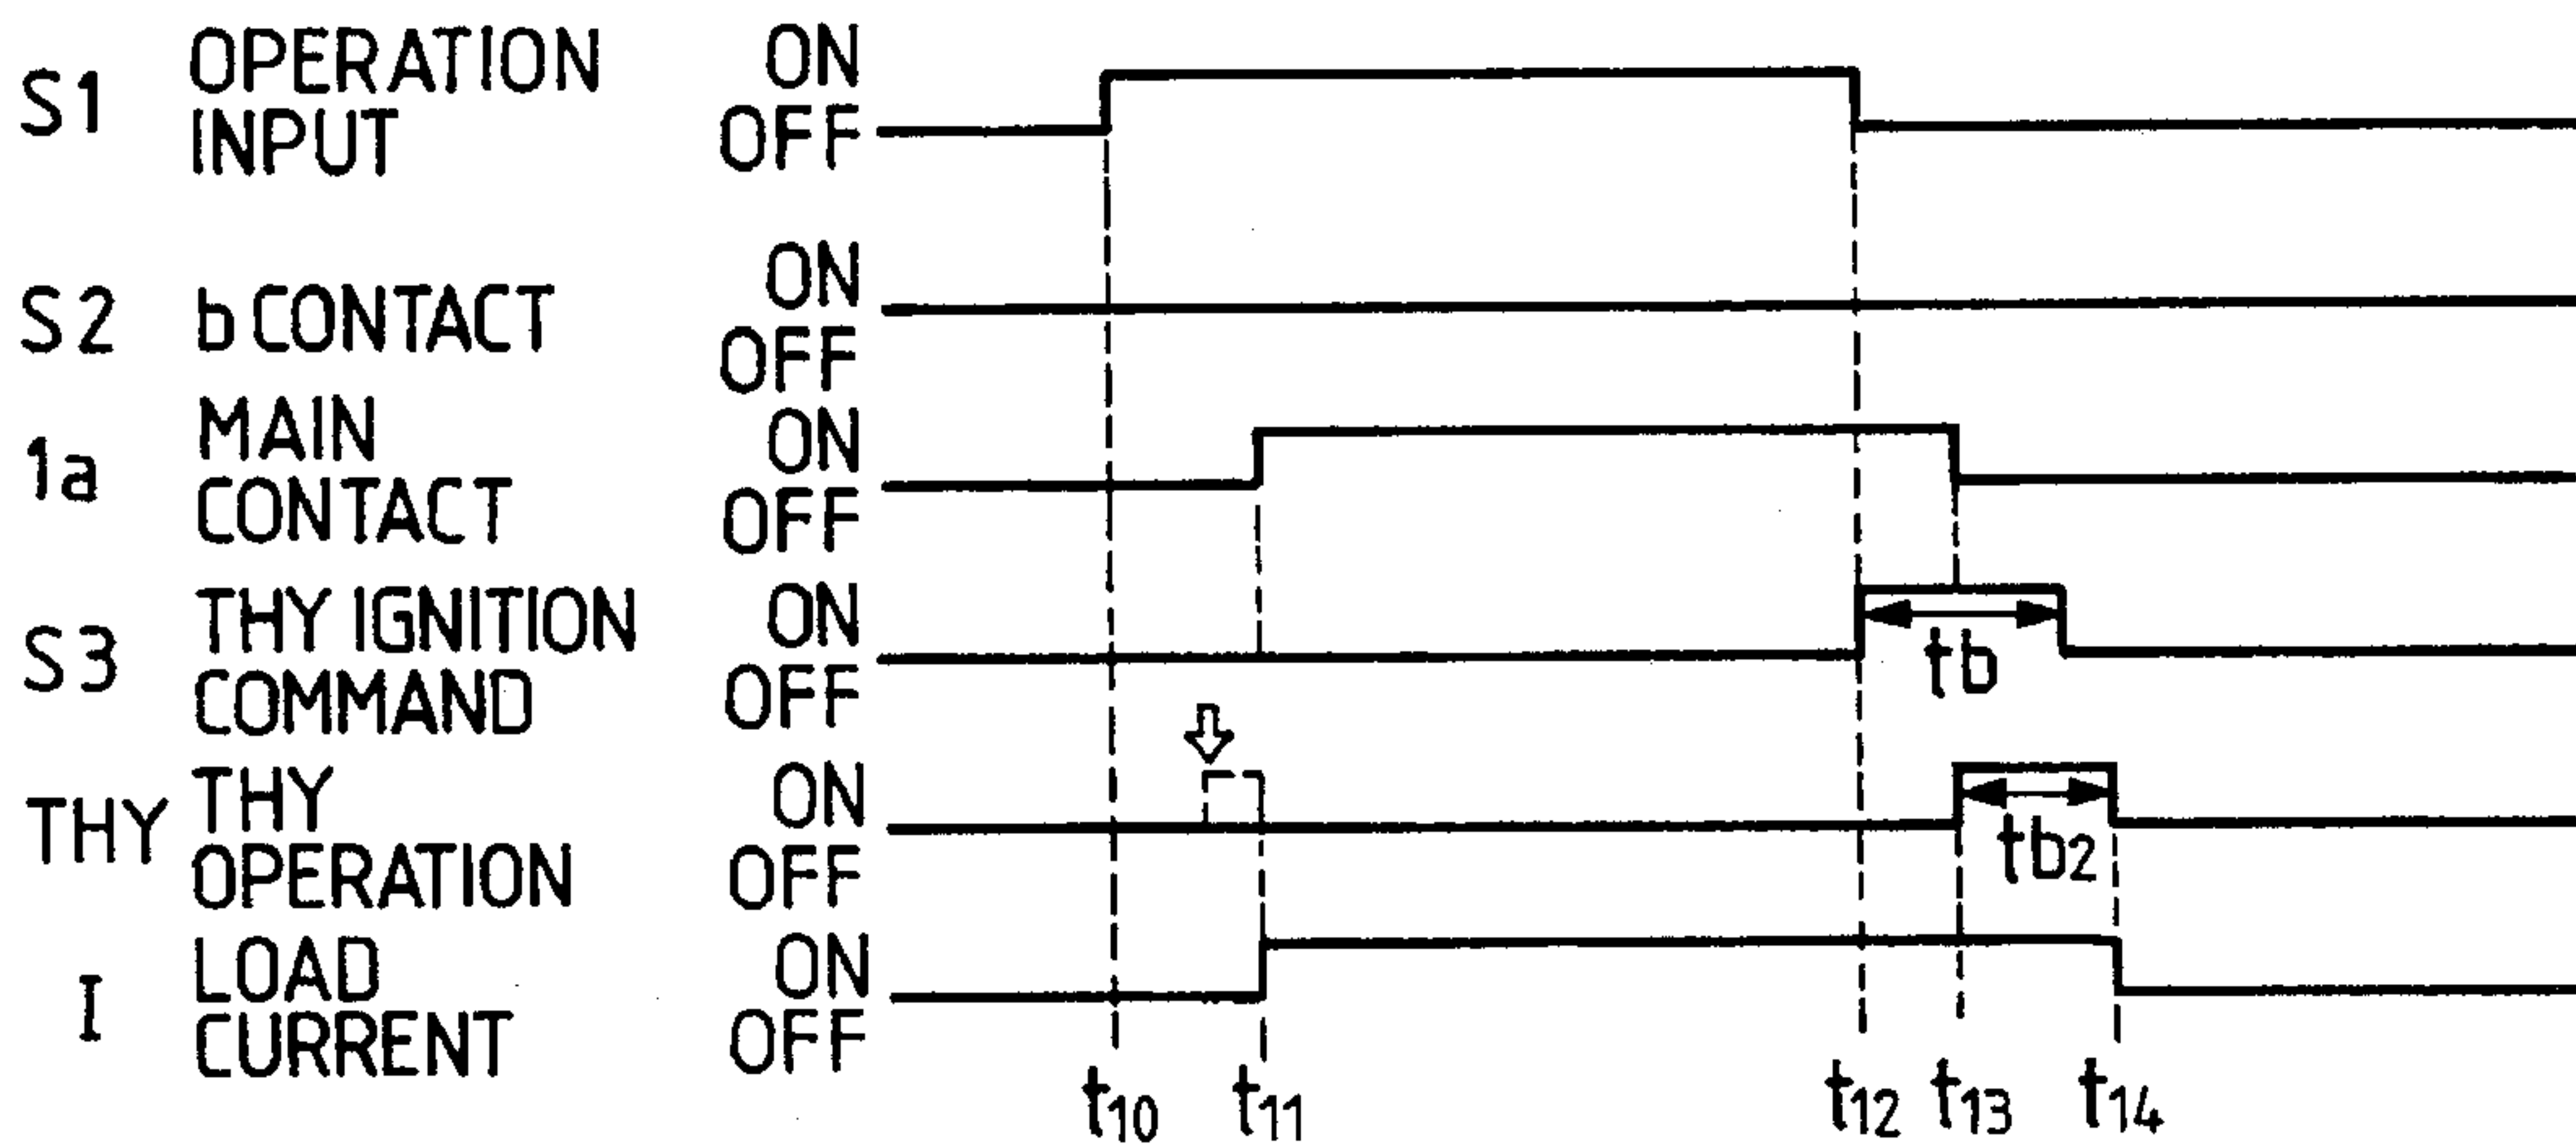 S1 OPERATION INPUT ON OFF
S2 b CONTACT ON OFF
1a MAIN CONTACT ON OFF
S3 THY IGNITION COMMAND ON OFF
tb
THY THY OPERATION ON OFF
tb2
I LOAD CURRENT ON OFF
t10 t11 t12 t13 t14